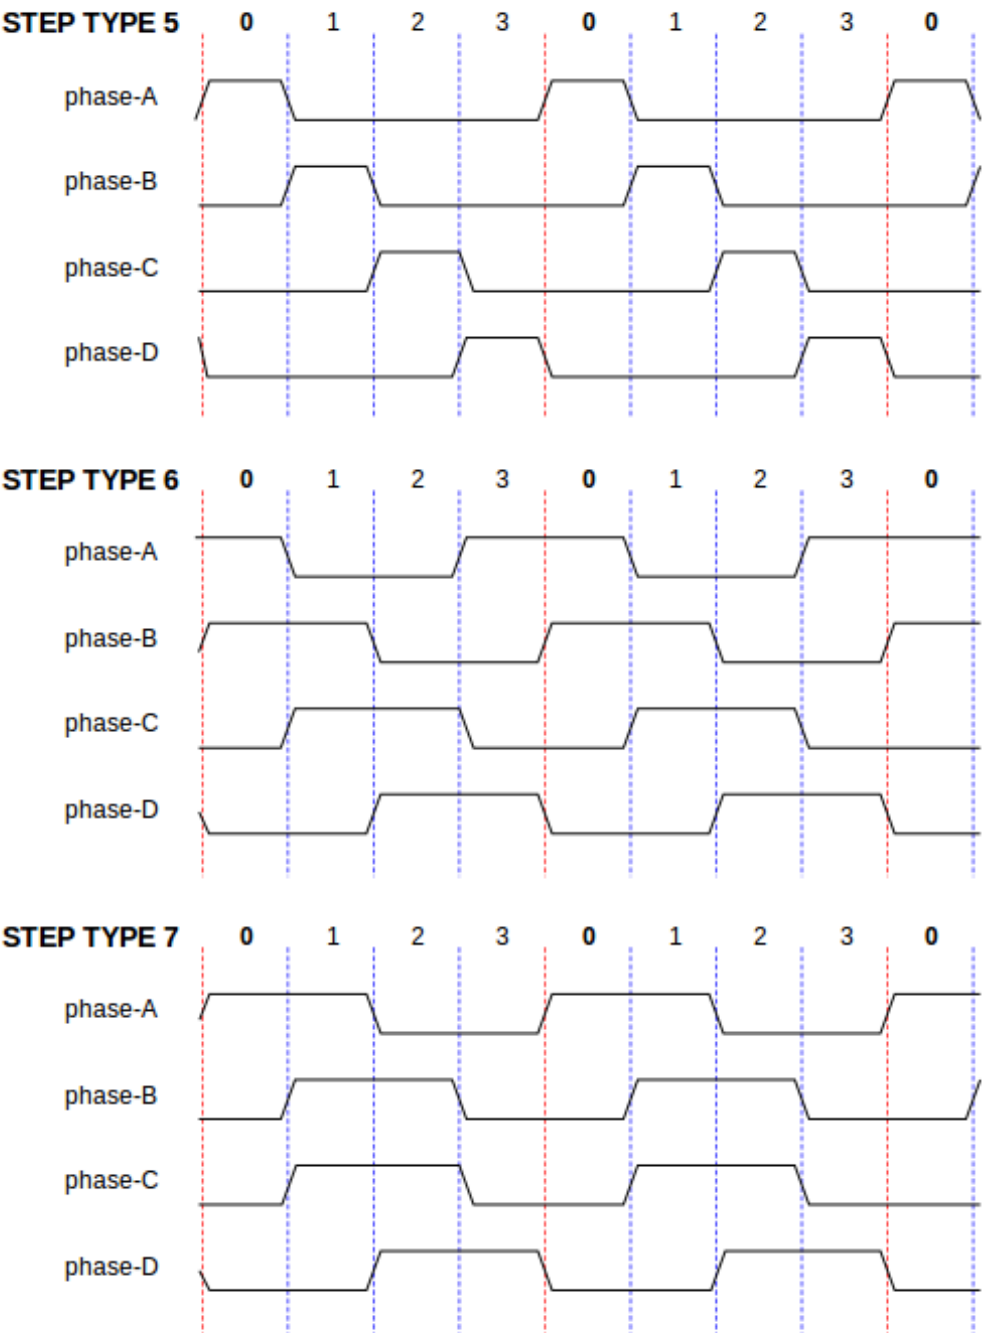 STEP TYPE 5 0 1 2 3 0 1 2 3 0
phase-A
phase-B
phase-C
phase-D
STEP TYPE 6 0 1 2 3 0 1 2 3 0
phase-A
phase-B
phase-C
phase-D
STEP TYPE 7 0 1 2 3 0 1 2 3 0
phase-A
phase-B
phase-C
phase-D